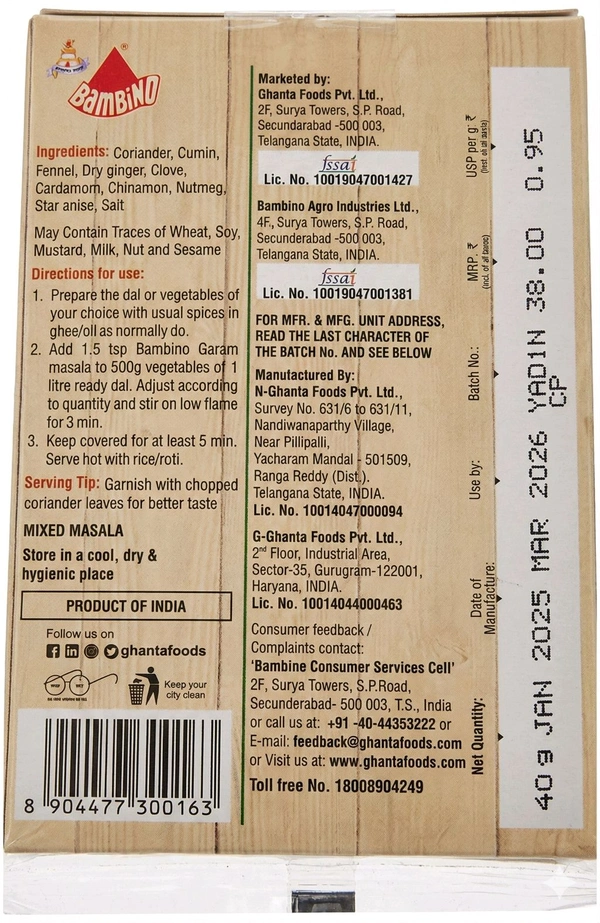 BAMBINO
®
Ingredients: Coriander, Cumin,
Fennel, Dry ginger, Clove,
Cardamom, Chinamon, Nutmeg,
Star anise, Sait
May Contain Traces of Wheat, Soy,
Mustard, Milk, Nut and Sesame
Directions for use:
1. Prepare the dal or vegetables of
your choice with usual spices in
ghee/oll as normally do.
2. Add 1.5 tsp Bambino Garam
masala to 500g vegetables of 1
litre ready dal. Adjust according
to quantity and stir on low flame
for 3 min.
3. Keep covered for at least 5 min.
Serve hot with rice/roti.
Serving Tip: Garnish with chopped
coriander leaves for better taste
MIXED MASALA
Store in a cool, dry &
hygienic place
PRODUCT OF INDIA
Follow us on
ghantafoods
Keep your
city clean
8 904477 300163
Marketed by:
Ghanta Foods Pvt. Ltd.,
2F, Surya Towers, S.P. Road,
Secundarabad -500 003,
Telangana State, INDIA.
fssai
Lic. No. 10019047001427
Bambino Agro Industries Ltd.,
4F., Surya Towers, S.P. Road,
Secunderabad -500 003,
Telangana State, INDIA.
fssai
Lic. No. 10019047001381
FOR MFR. & MFG. UNIT ADDRESS,
READ THE LAST CHARACTER OF
THE BATCH No. AND SEE BELOW
Manufactured By:
N-Ghanta Foods Pvt. Ltd.,
Survey No. 631/6 to 631/11,
Nandiwanaparthy Village,
Near Pillipalli,
Yacharam Mandal - 501509,
Ranga Reddy (Dist.).
Telangana State, INDIA.
Lic. No. 10014047000094
G-Ghanta Foods Pvt. Ltd.,
2nd Floor, Industrial Area,
Sector-35, Gurugram-122001,
Haryana, INDIA.
Lic. No. 10014044000463
Consumer feedback /
Complaints contact:
'Bambine Consumer Services Cell'
2F, Surya Towers, S.P.Road,
Secunderabad- 500 003, T.S., India
or call us at: +91 -40-44353222 or
E-mail: feedback@ghantafoods.com
or Visit us at: www.ghantafoods.com
Toll free No. 18008904249
Net Quantity:
Date of
Manufacture:
Use by:
Batch No.:
MRP. ₹
USP per g: ₹
40 g JAN 2025 MAR 2026 YAD1N 38.00 0.95
CP